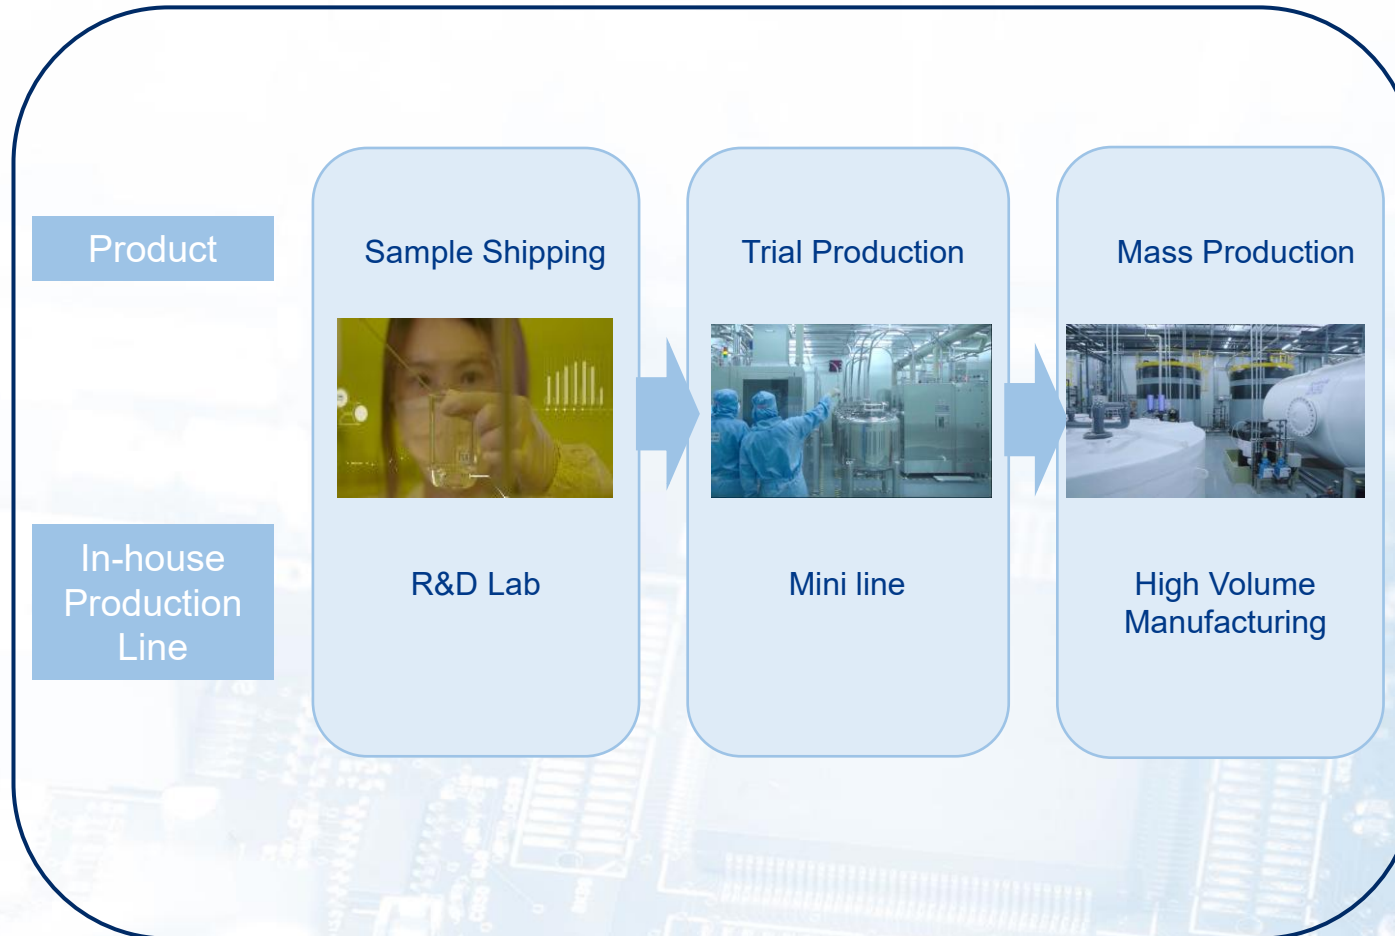 Product
Sample Shipping
Trial Production
Mass Production
In-house
Production
Line
R&D Lab
Mini line
High Volume
Manufacturing